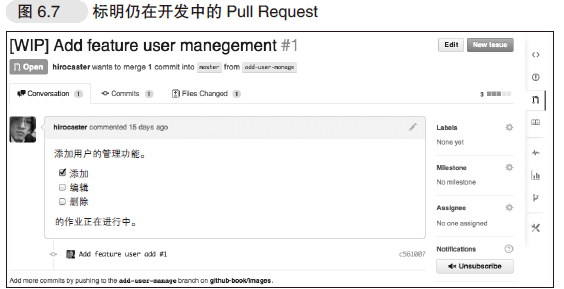 图 6.7 标明仍在开发中的 Pull Request
[WIP] Add feature user manegement #1
Edit New Issue
Open hirocaster wants to merge 1 commit into master from add-user-manage
Conversation 1 Commits 1 Files Changed 1
3
hirocaster commented 15 days ago
添加用户的管理功能。
添加
编辑
删除
的作业正在进行中。
Add feature user add #1 c561007
Add more commits by pushing to the add-user-manage branch on github-book/images.
Labels
None yet
Milestone
No milestone
Assignee
No one assigned
Notifications
Unsubscribe